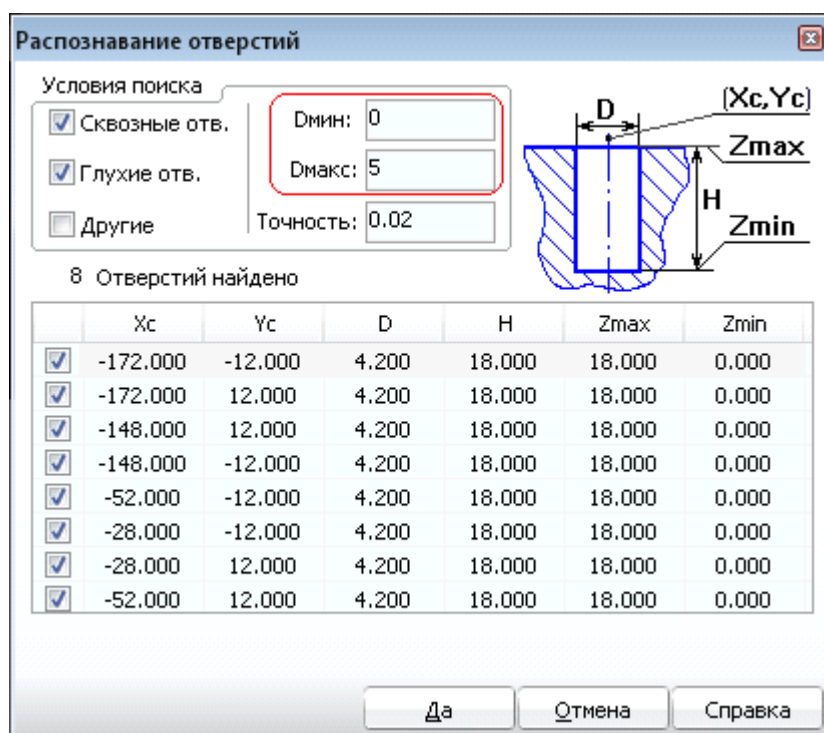 Распознавание отверстий
Условия поиска
Сквозные отв.
Dмин: 0
Глухие отв.
Dмакс: 5
Другие
Точность: 0.02
D
(Xc,Yc)
Zmax
H
Zmin
8 Отверстий найдено
Xc Yc D H Zmax Zmin
-172.000 -12.000 4.200 18.000 18.000 0.000
-172.000 12.000 4.200 18.000 18.000 0.000
-148.000 12.000 4.200 18.000 18.000 0.000
-148.000 -12.000 4.200 18.000 18.000 0.000
-52.000 -12.000 4.200 18.000 18.000 0.000
-28.000 -12.000 4.200 18.000 18.000 0.000
-28.000 12.000 4.200 18.000 18.000 0.000
-52.000 12.000 4.200 18.000 18.000 0.000
Да Отмена Справка